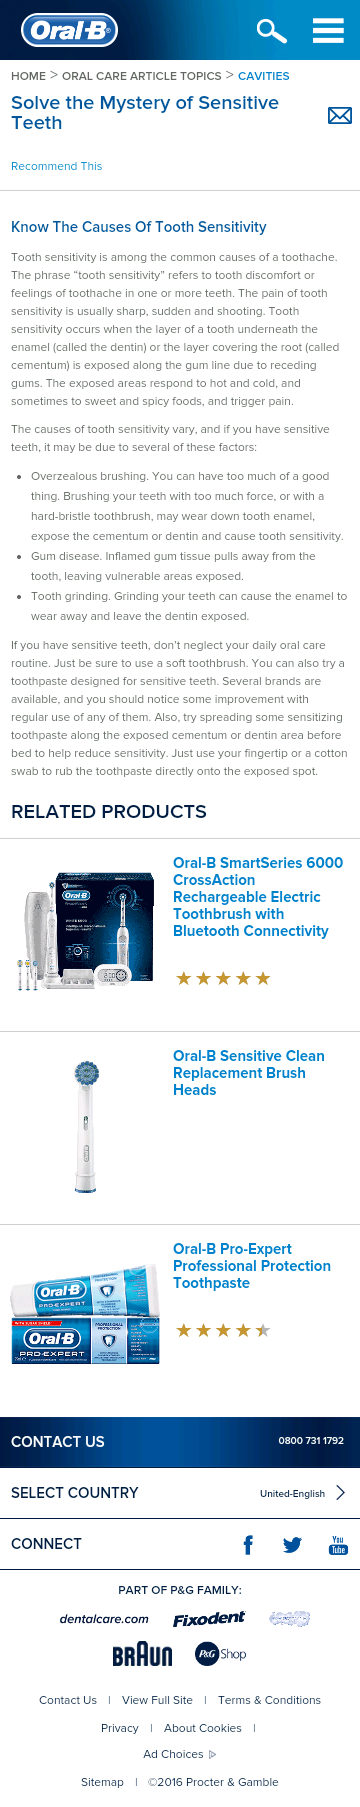 Oral-B
HOME > ORAL CARE ARTICLE TOPICS > CAVITIES
Solve the Mystery of Sensitive
Teeth
Recommend This
Know The Causes Of Tooth Sensitivity
Tooth sensitivity is among the common causes of a toothache.
The phrase “tooth sensitivity” refers to tooth discomfort or
feelings of toothache in one or more teeth. The pain of tooth
sensitivity is usually sharp, sudden and shooting. Tooth
sensitivity occurs when the layer of a tooth underneath the
enamel (called the dentin) or the layer covering the root (called
cementum) is exposed along the gum line due to receding
gums. The exposed areas respond to hot and cold, and
sometimes to sweet and spicy foods, and trigger pain.
The causes of tooth sensitivity vary, and if you have sensitive
teeth, it may be due to several of these factors:
• Overzealous brushing. You can have too much of a good
thing. Brushing your teeth with too much force, or with a
hard-bristle toothbrush, may wear down tooth enamel,
expose the cementum or dentin and cause tooth sensitivity.
• Gum disease. Inflamed gum tissue pulls away from the
tooth, leaving vulnerable areas exposed.
• Tooth grinding. Grinding your teeth can cause the enamel to
wear away and leave the dentin exposed.
If you have sensitive teeth, don’t neglect your daily oral care
routine. Just be sure to use a soft toothbrush. You can also try a
toothpaste designed for sensitive teeth. Several brands are
available, and you should notice some improvement with
regular use of any of them. Also, try spreading some sensitizing
toothpaste along the exposed cementum or dentin area before
bed to help reduce sensitivity. Just use your fingertip or a cotton
swab to rub the toothpaste directly onto the exposed spot.
RELATED PRODUCTS
Oral-B
Oral-B SmartSeries 6000
CrossAction
Rechargeable Electric
Toothbrush with
Bluetooth Connectivity
Oral-B Sensitive Clean
Replacement Brush
Heads
Oral-B
PRO-EXPERT
PROFESSIONAL
PROTECTION
Oral-B
PRO-EXPERT
Oral-B Pro-Expert
Professional Protection
Toothpaste
CONTACT US 0800 731 1792
SELECT COUNTRY United-English
CONNECT You Tube
PART OF P&G FAMILY:
dentalcare.com Fixodent
BRAUN P&G Shop
Contact Us | View Full Site | Terms & Conditions
Privacy | About Cookies |
Ad Choices
Sitemap | ©2016 Procter & Gamble